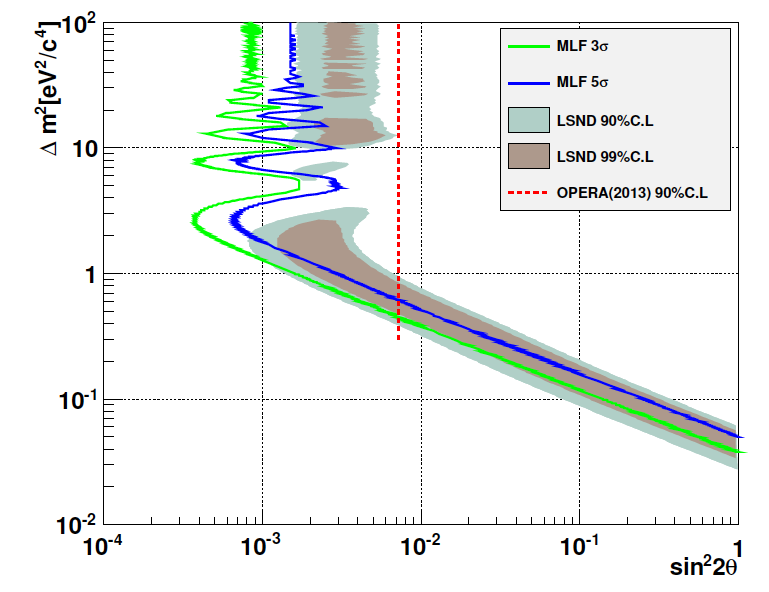 Δ m²[eV²/c⁴]
10²
10
1
10⁻¹
10⁻²
MLF 3σ
MLF 5σ
LSND 90%C.L
LSND 99%C.L
OPERA(2013) 90%C.L
10⁻⁴
10⁻³
10⁻²
10⁻¹
1
sin²2θ